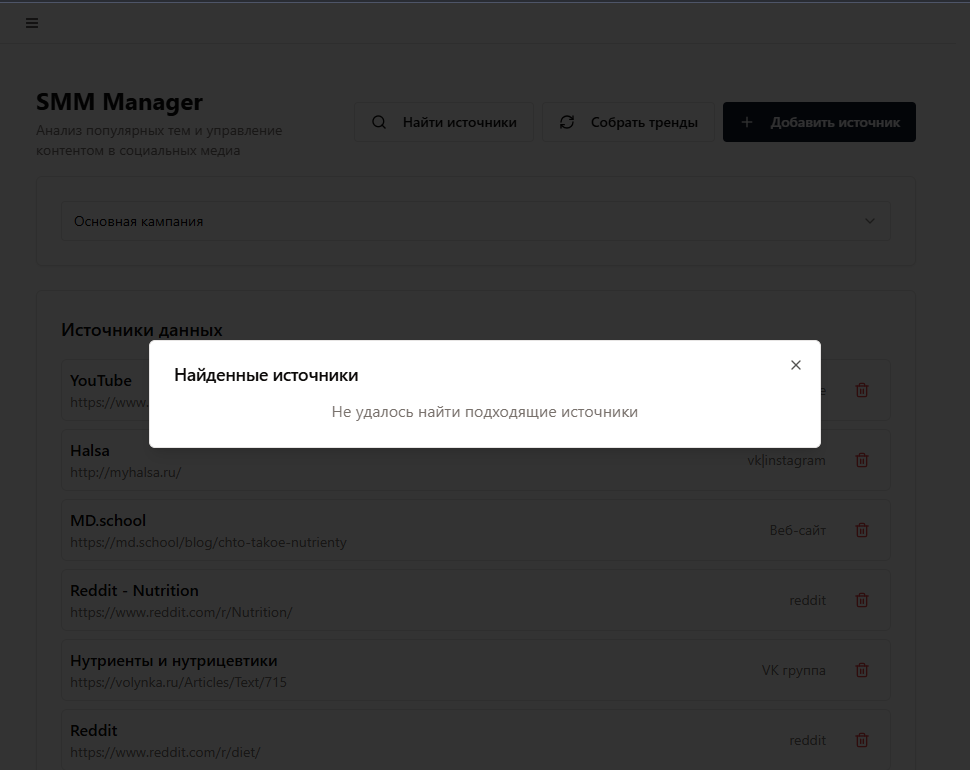 SMM Manager
Анализ популярных тем и управление
контентом в социальных медиа
Найти источники
Собрать тренды
Добавить источник
Основная кампания
Источники данных
YouTube
https://www.
Найденные источники
Не удалось найти подходящие источники
Halsa
http://myhalsa.ru/
vk|instagram
MD.school
https://md.school/blog/chto-takoe-nutrienty
Веб-сайт
Reddit - Nutrition
https://www.reddit.com/r/Nutrition/
reddit
Нутриенты и нутрицевтики
https://volynka.ru/Articles/Text/715
VK группа
Reddit
https://www.reddit.com/r/diet/
reddit